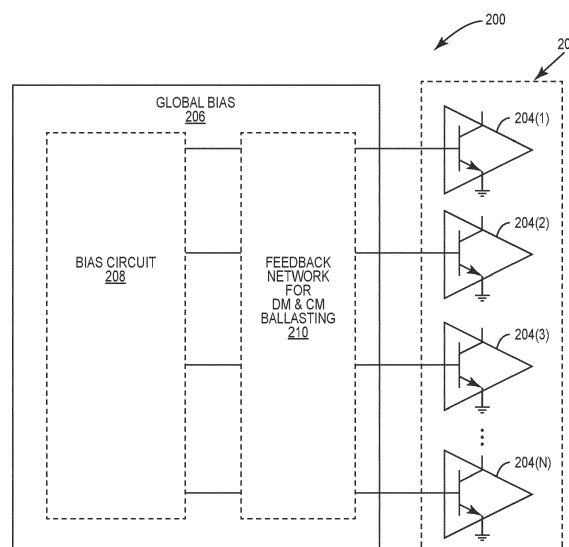 200
20
GLOBAL BIAS
206
204(1)
204(2)
BIAS CIRCUIT
208
FEEDBACK
NETWORK
FOR
DM & CM
BALLASTING
210
204(3)
204(N)